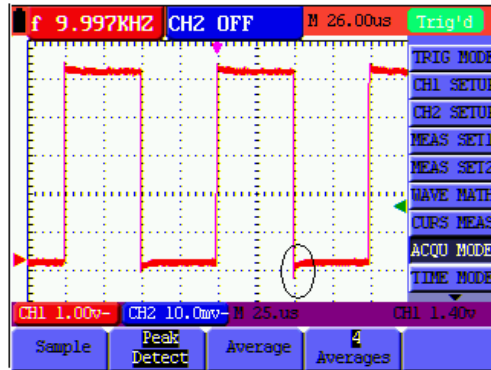 f 9.997KHZ CH2 OFF M 26.00us Trig'd
TRIG MODE
CH1 SETUP
CH2 SETUP
MEAS SET1
MEAS SET2
WAVE MATH
CURS MEAS
ACQU MODE
TIME MODE
CH1 1.00v- CH2 10.0mv- M 25.us CH1 1.40v
Sample
Peak
Detect
Average
4
Averages